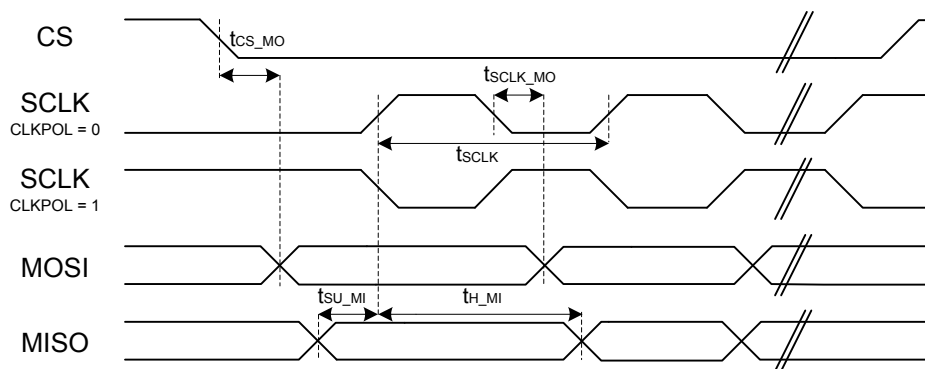 CS
tCS_MO
SCLK
CLKPOL = 0
tSCLK_MO
tSCLK
SCLK
CLKPOL = 1
MOSI
tSU_MI
tH_MI
MISO